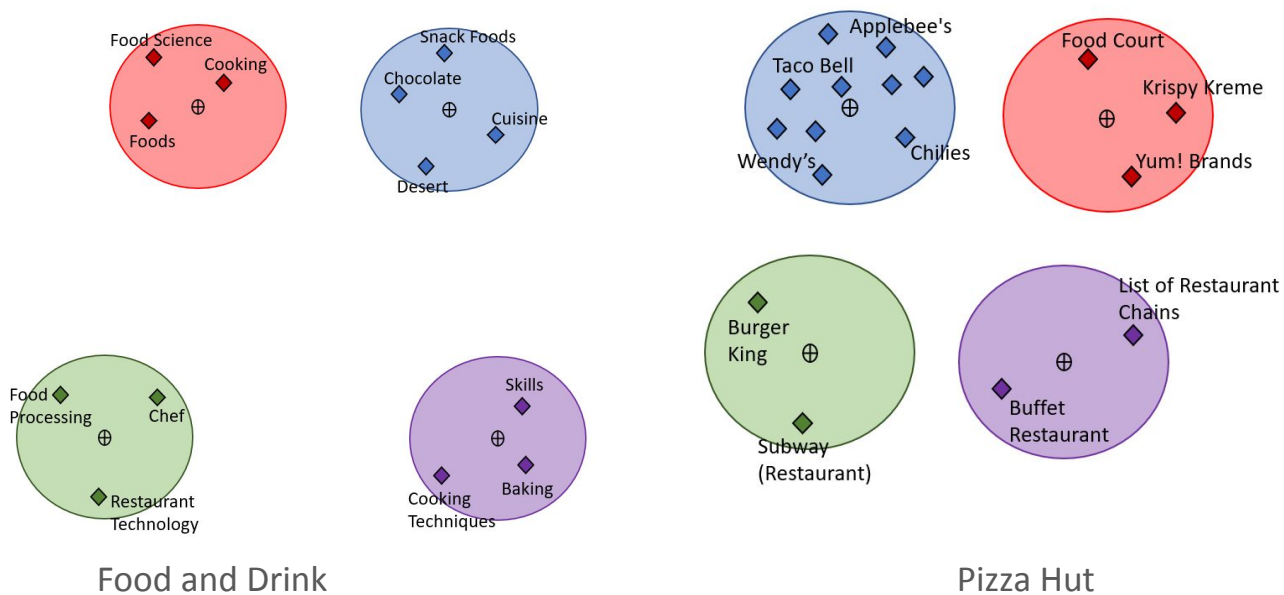 Food Science
Cooking
Foods
Snack Foods
Chocolate
Cuisine
Desert
Food
Processing
Chef
Restaurant
Technology
Skills
Baking
Cooking
Techniques
Food and Drink
Applebee's
Taco Bell
Wendy’s
Chilies
Food Court
Krispy Kreme
Yum! Brands
Burger
King
Subway
(Restaurant)
List of Restaurant
Chains
Buffet
Restaurant
Pizza Hut